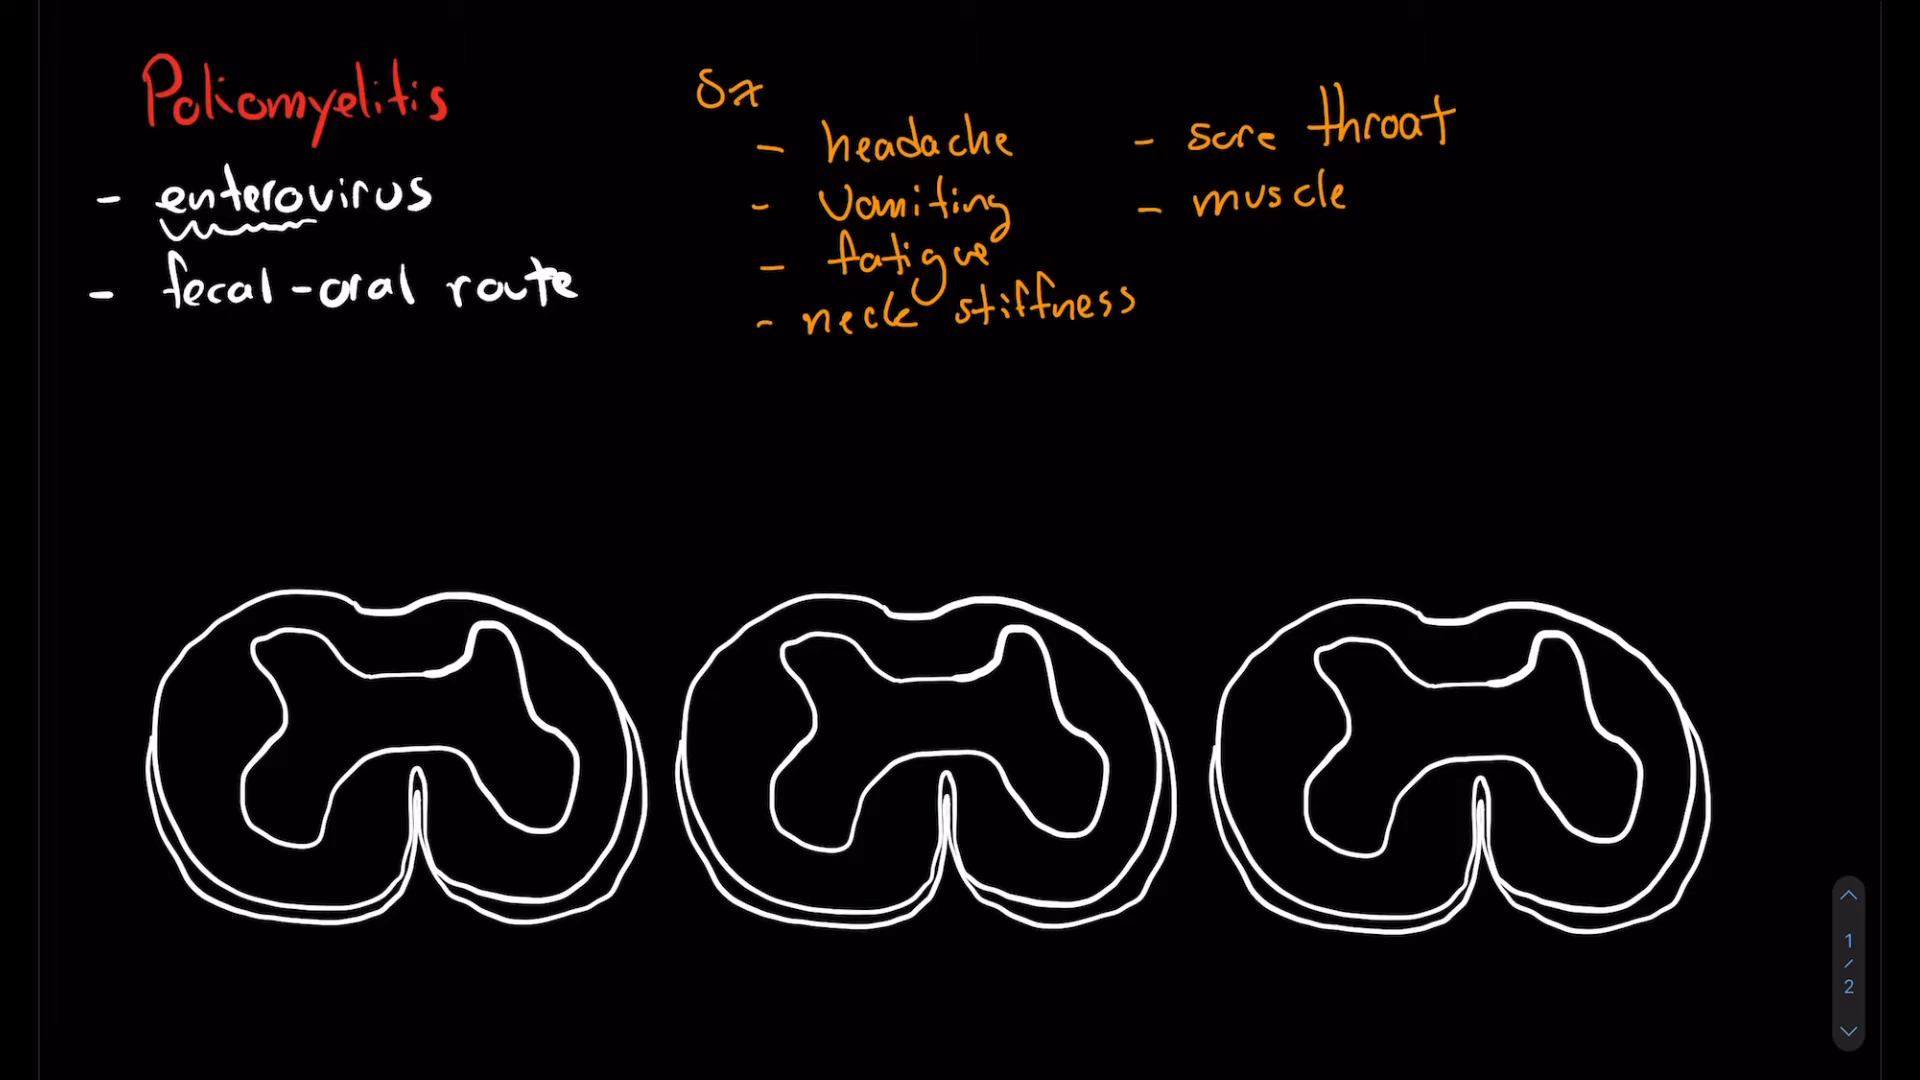 Poliomyelitis
- enterovirus
- fecal-oral route
Sx
- headache
- Vomiting
- fatigue
- neck stiffness
- sore throat
- muscle
1
/
2